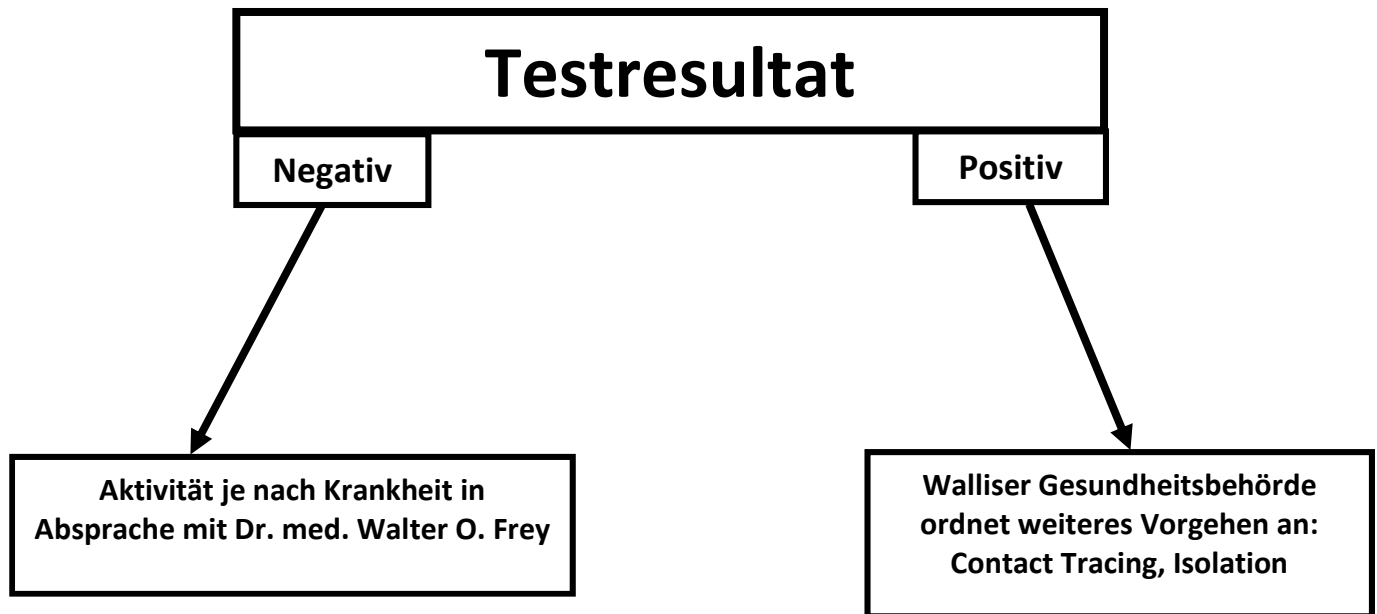 Testresultat
Negativ
Positiv
Aktivität je nach Krankheit in
Absprache mit Dr. med. Walter O. Frey
Walliser Gesundheitsbehörde
ordnet weiteres Vorgehen an:
Contact Tracing, Isolation